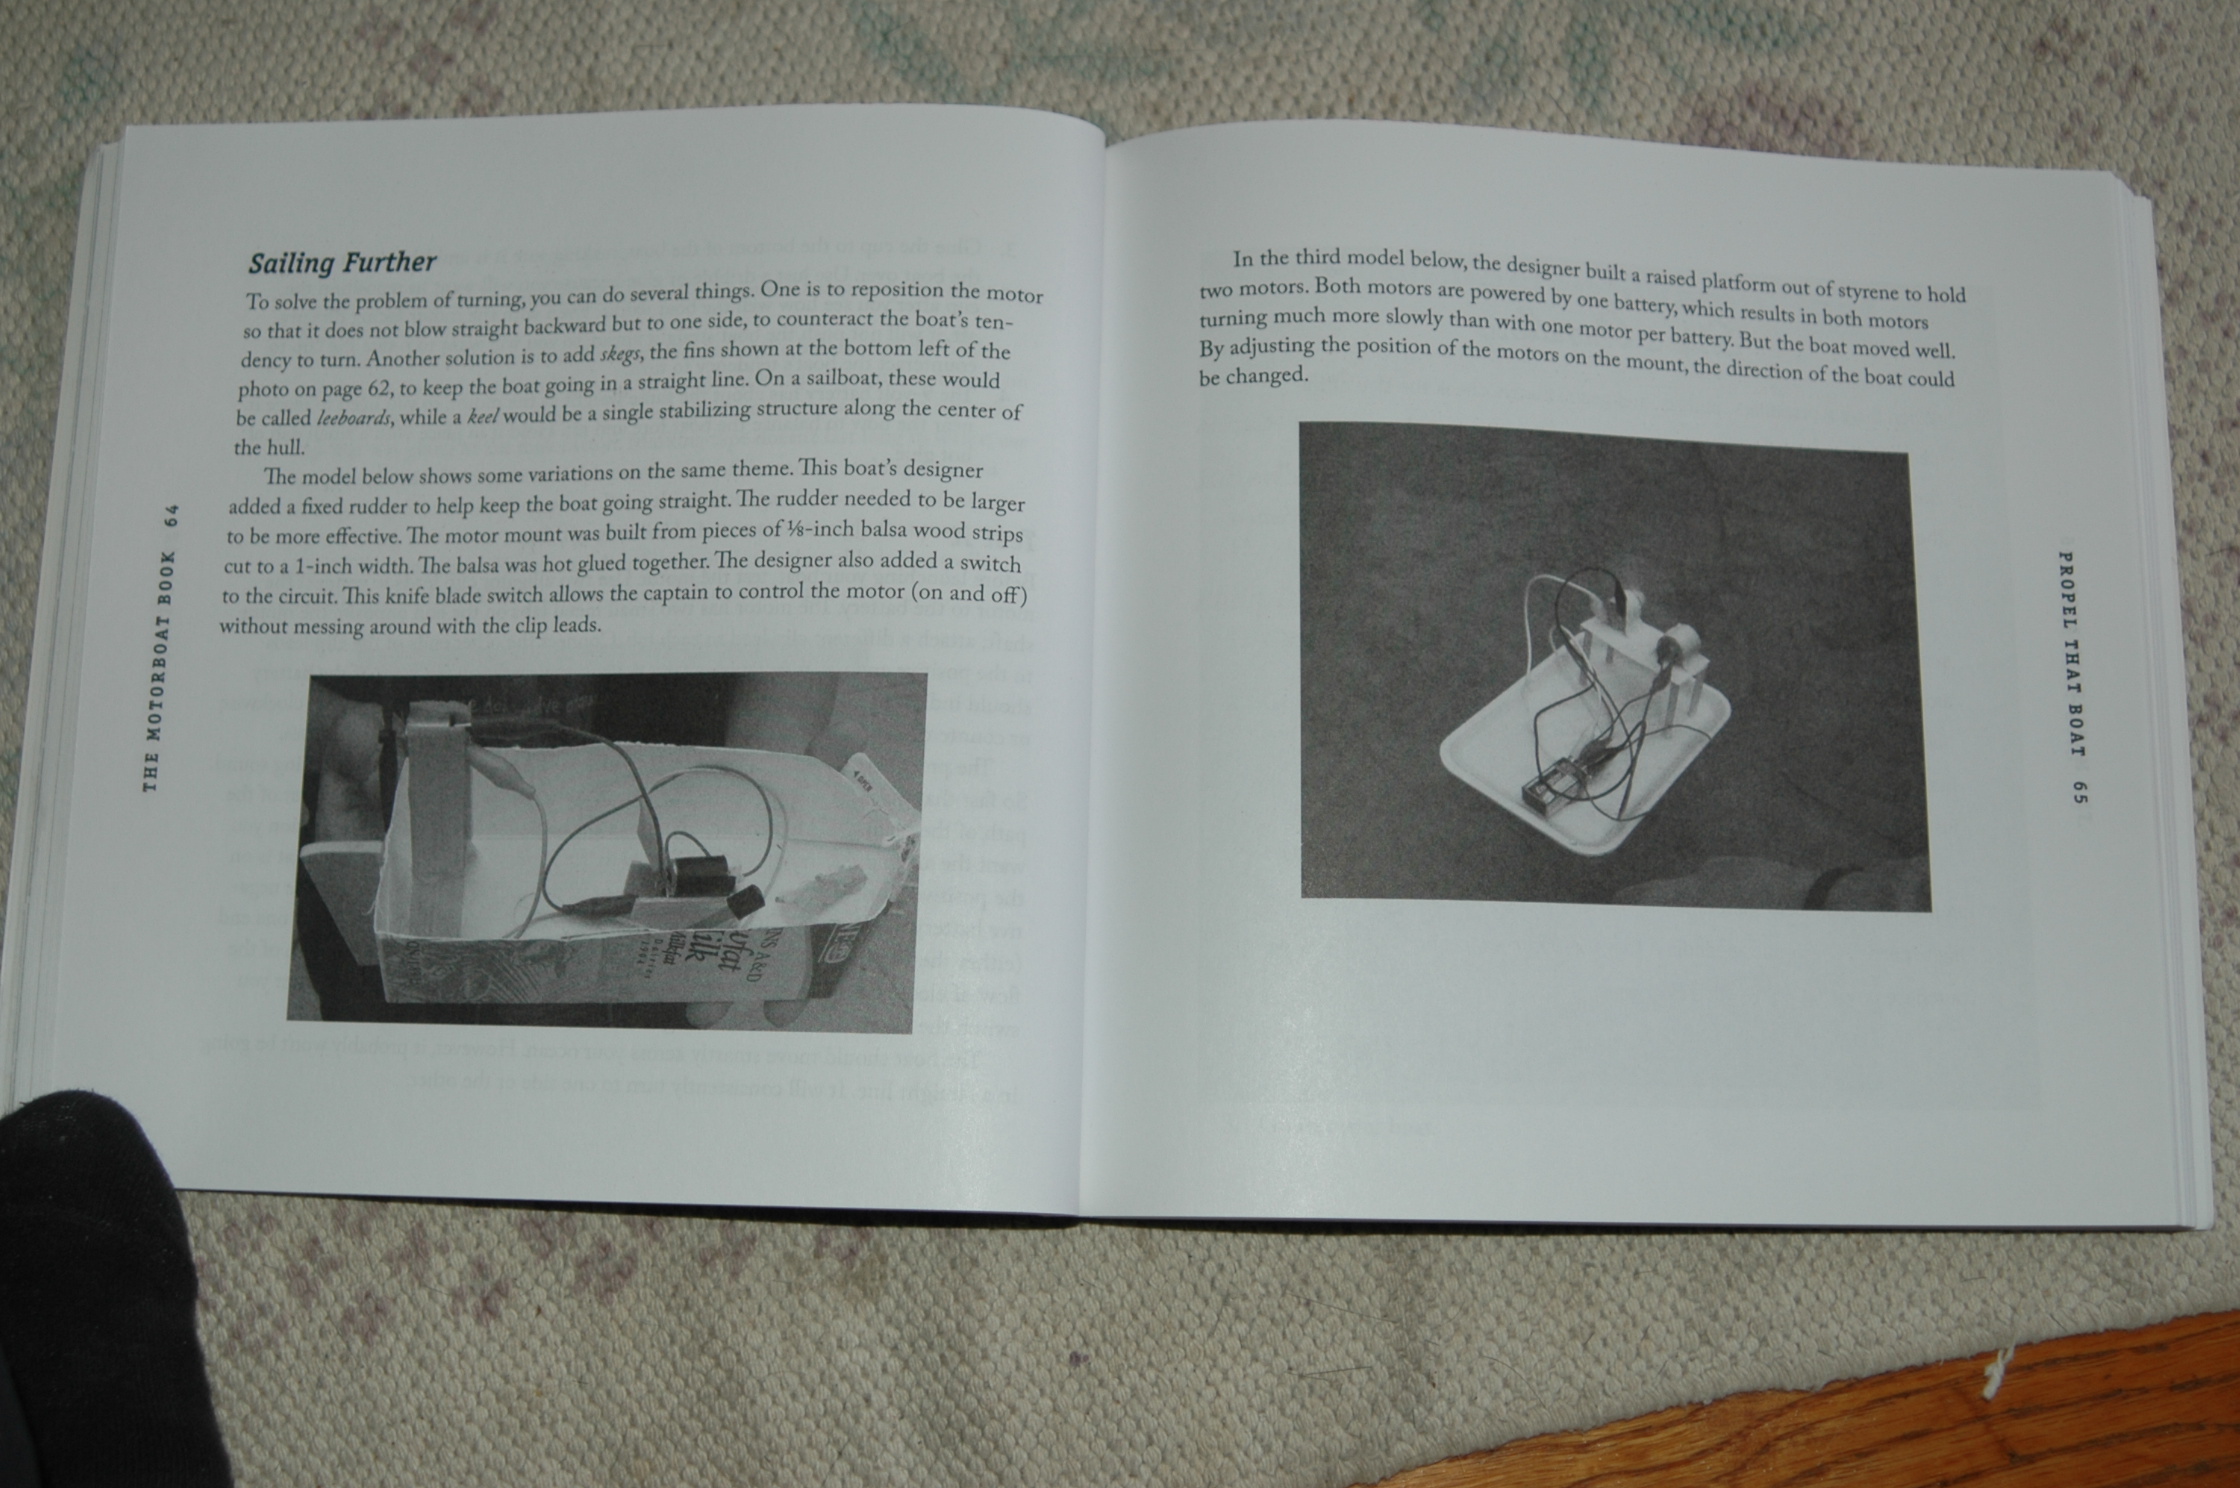 Sailing Further
To solve the problem of turning, you can do several things. One is to reposition the motor
so that it does not blow straight backward but to one side, to counteract the boat's ten-
dency to turn. Another solution is to add skegs, the fins shown at the bottom left of the
photo on page 62, to keep the boat going in a straight line. On a sailboat, these would
be called leeboards, while a keel would be a single stabilizing structure along the center of
the hull.
The model below shows some variations on the same theme. This boat's designer
added a fixed rudder to help keep the boat going straight. The rudder needed to be larger
to be more effective. The motor mount was built from pieces of ⅛-inch balsa wood strips
cut to a 1-inch width. The balsa was hot glued together. The designer also added a switch
to the circuit. This knife blade switch allows the captain to control the motor (on and off)
without messing around with the clip leads.
OPEN
NE
NS A&D
wfat
ilk
Milkfat
Dairies
1944
THE MOTORBOAT BOOK 64
In the third model below, the designer built a raised platform out of styrene to hold
two motors. Both motors are powered by one battery, which results in both motors
turning much more slowly than with one motor per battery. But the boat moved well.
By adjusting the position of the motors on the mount, the direction of the boat could
be changed.
PROPEL THAT BOAT 65